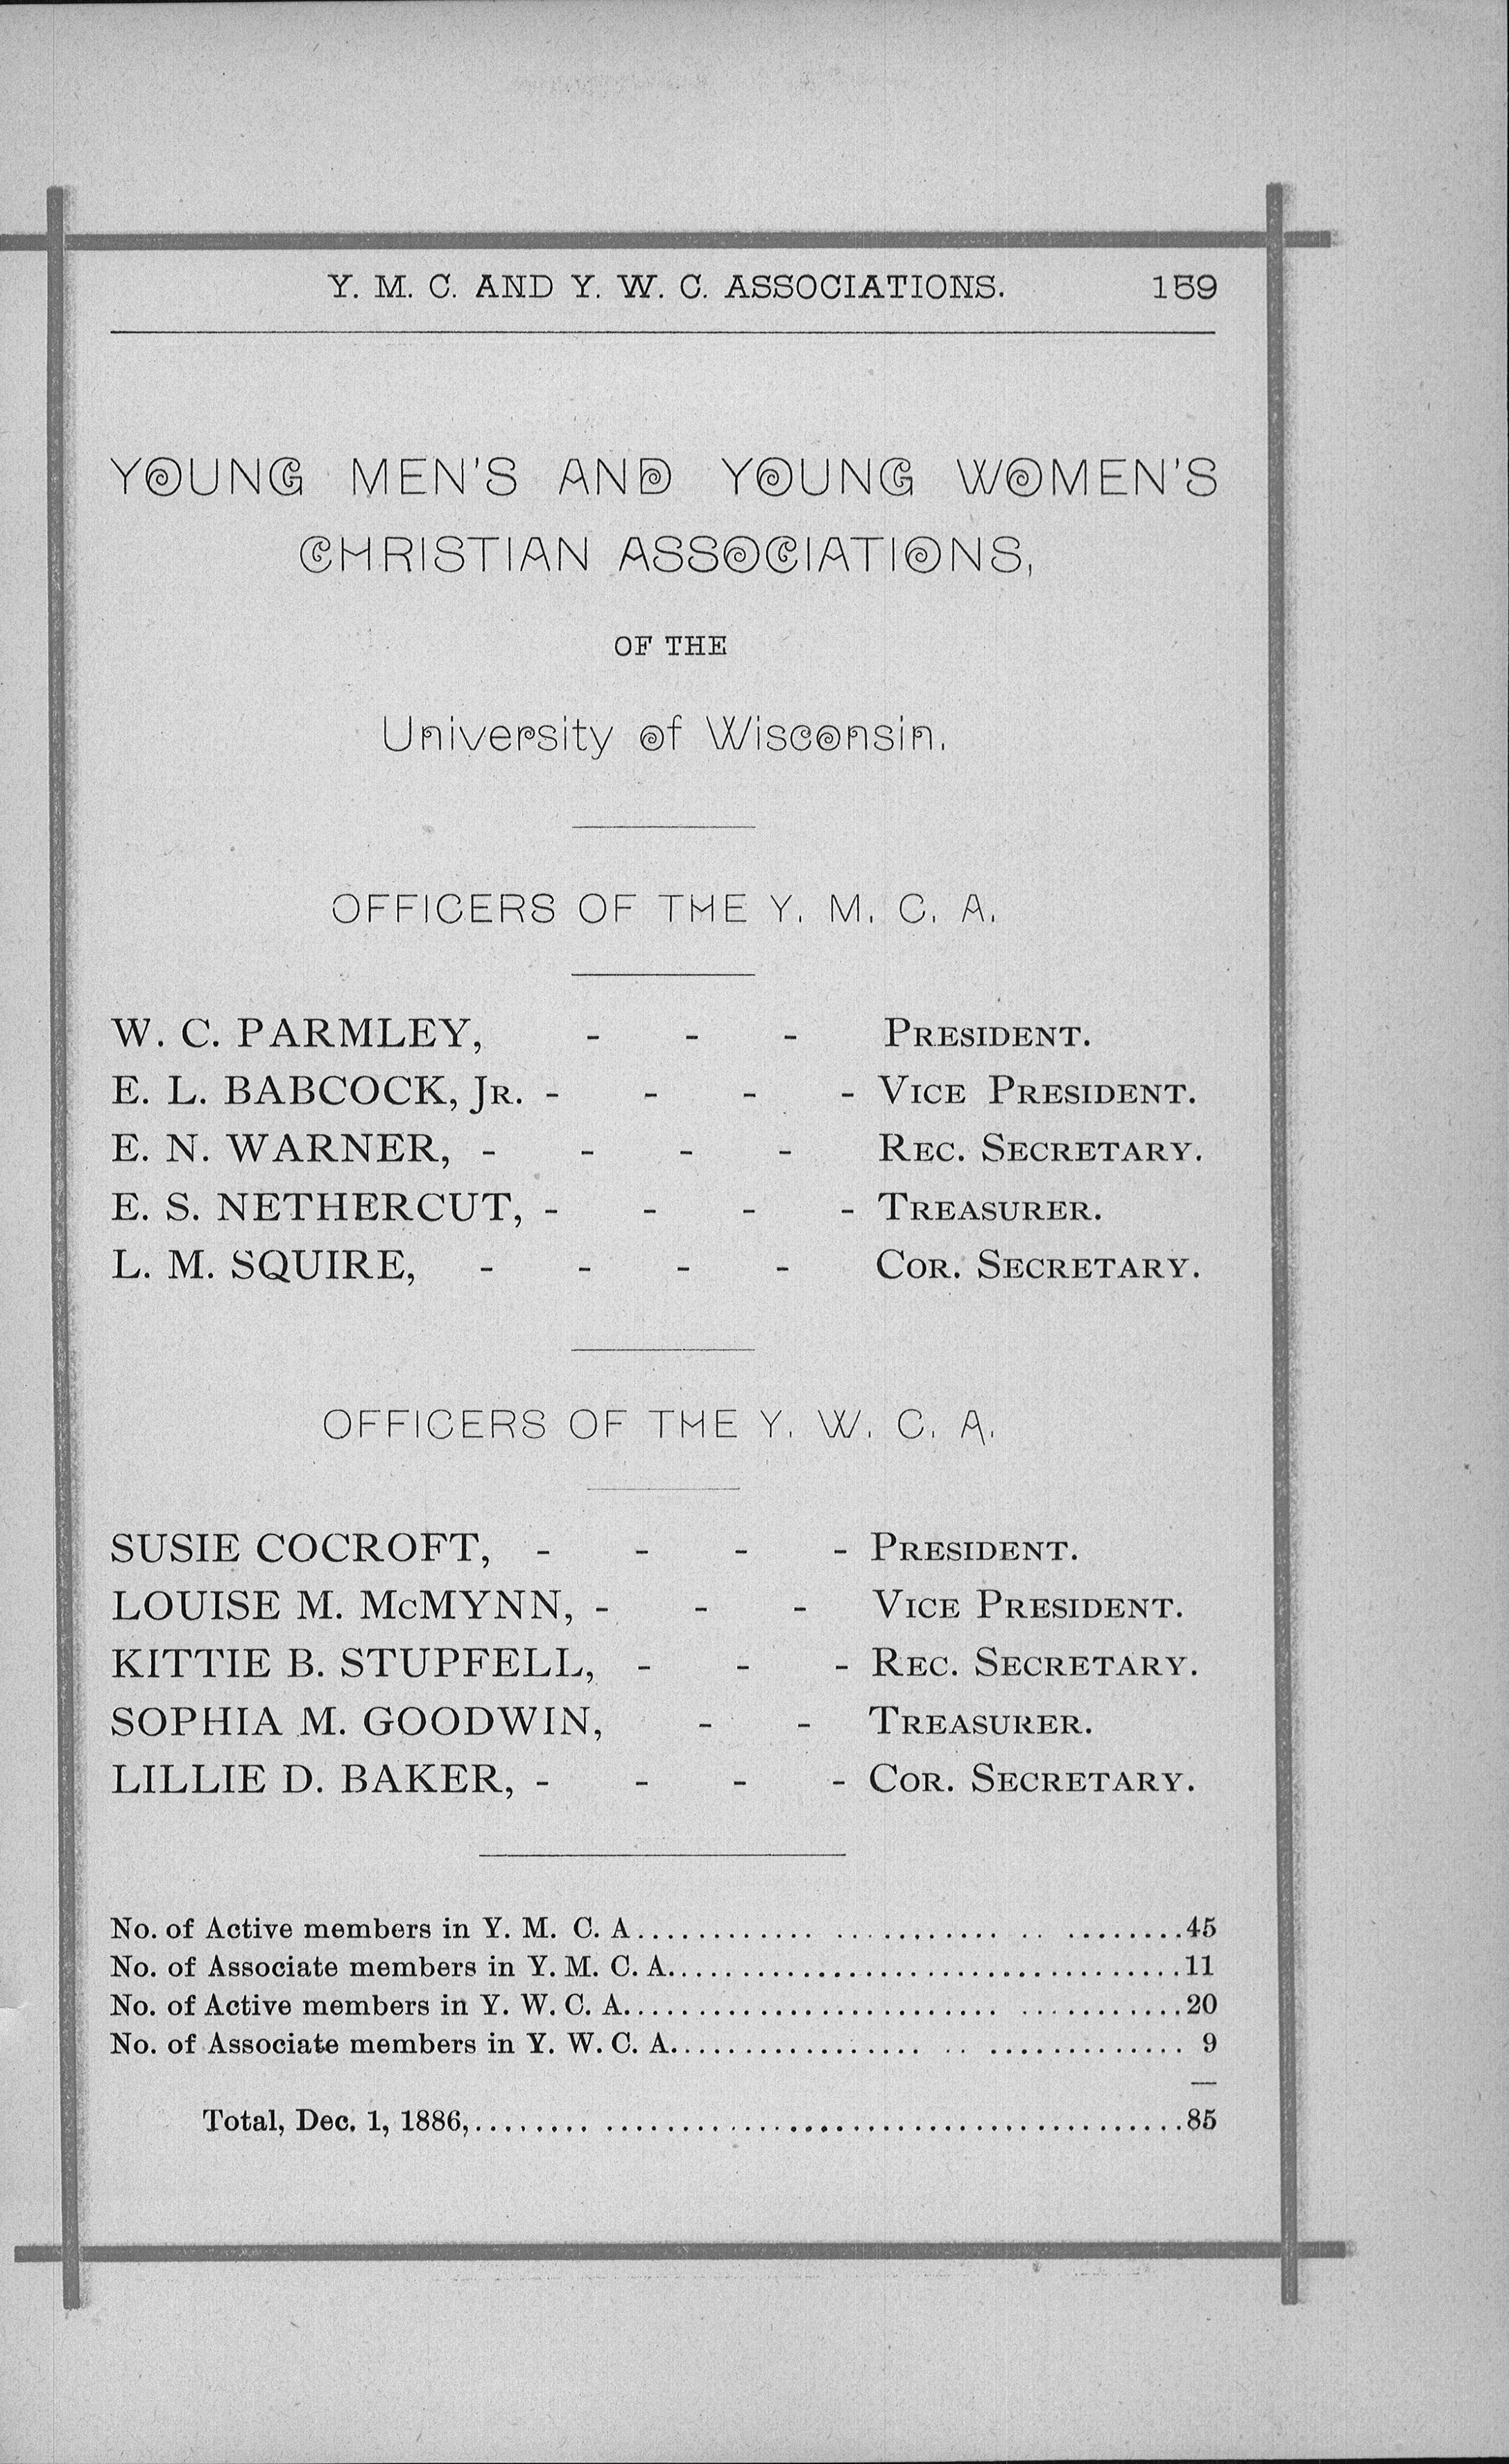 Y. M. C. AND Y. W. C. ASSOCIATIONS. 159
YOUNG MEN'S AND YOUNG WOMEN'S
CHRISTIAN ASSOCIATIONS,
OF THE
University of Wisconsin.
OFFICERS OF THE Y. M. C. A.
W. C. PARMLEY, - - - PRESIDENT.
E. L. BABCOCK, JR. - - - - VICE PRESIDENT.
E. N. WARNER, - - - - REC. SECRETARY.
E. S. NETHERCUT, - - - - TREASURER.
L. M. SQUIRE, - - - - COR. SECRETARY.
OFFICERS OF THE Y. W. C. A.
SUSIE COCROFT, - - - - PRESIDENT.
LOUISE M. McMYNN, - - - VICE PRESIDENT.
KITTIE B. STUPFELL, - - - REC. SECRETARY.
SOPHIA M. GOODWIN, - - TREASURER.
LILLIE D. BAKER, - - - - COR. SECRETARY.
No. of Active members in Y. M. C. A.................................45
No. of Associate members in Y. M. C. A.................................11
No. of Active members in Y. W. C. A.................................20
No. of Associate members in Y. W. C. A................................. 9
Total, Dec. 1, 1886,.................................85